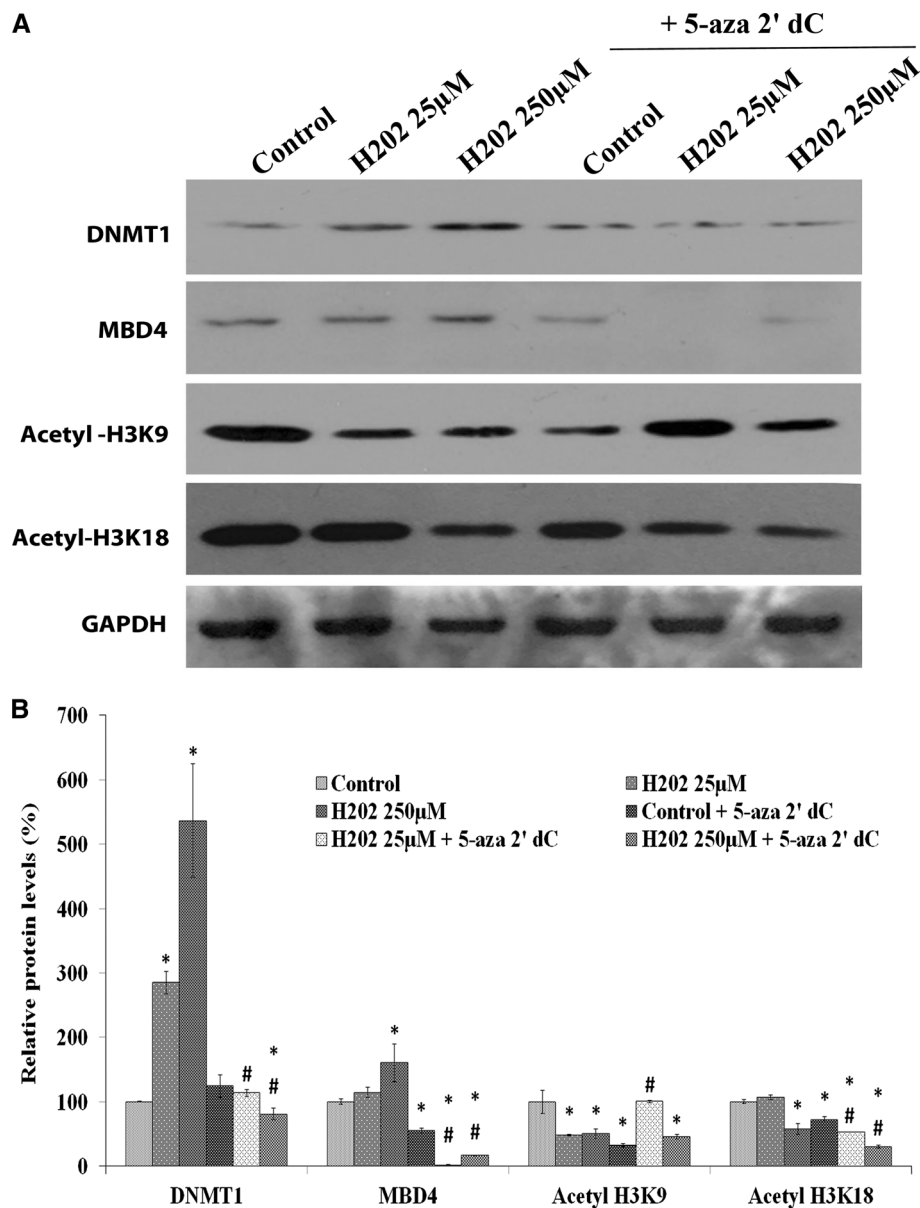 A
+ 5-aza 2' dC
Control
H202 25µM
H202 250µM
Control
H202 25µM
H202 250µM
DNMT1
MBD4
Acetyl -H3K9
Acetyl-H3K18
GAPDH
B
Relative protein levels (%)
700
600
500
400
300
200
100
0
Control
H202 25µM
H202 250µM
Control + 5-aza 2' dC
H202 25µM + 5-aza 2' dC
H202 250µM + 5-aza 2' dC
* * # * #
* * * # * #
* * * # *
* * * # * #
DNMT1 MBD4 Acetyl H3K9 Acetyl H3K18